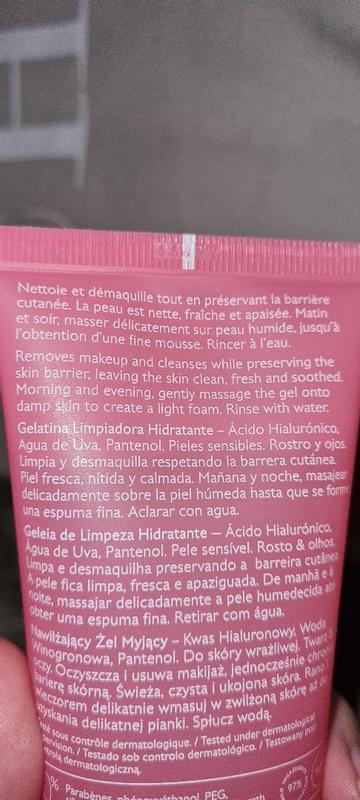 Nettoie et démaquille tout en préservant la barrière
cutanée. La peau est nette, fraîche et apaisée. Matin
et soir, masser délicatement sur peau humide, jusqu'à
l'obtention d'une fine mousse. Rincer à l'eau.
Removes makeup and cleanses while preserving the
skin barrier, leaving the skin clean, fresh and soothed.
Morning and evening, gently massage the gel onto
damp skin to create a light foam. Rinse with water.
Gelatina Limpiadora Hidratante – Ácido Hialurónico,
Agua de Uva, Pantenol. Pieles sensibles. Rostro y ojos.
Limpia y desmaquilla respetando la barrera cutánea.
Piel fresca, nítida y calmada. Mañana y noche, masajear
delicadamente sobre la piel húmeda hasta que se forme
una espuma fina. Aclarar con agua.
Geleia de Limpeza Hidratante – Ácido Hialurónico,
Água de Uva, Pantenol. Pele sensível. Rosto & olhos.
Limpa e desmaquilha preservando a barreira cutânea.
A pele fica limpa, fresca e apaziguada. De manhã e à
noite, massajar delicadamente a pele humedecida até
obter uma espuma fina. Retirar com água.
Nawilżający Żel Myjący – Kwas Hialuronowy, Woda
Winogronowa, Pantenol. Do skóry wrażliwej. Twarz
oczy. Oczyszcza i usuwa makijaż, jednocześnie
barierę skórną. Świeża, czysta i ukojona skóra. Rano
wieczorem delikatnie wmasuj w zwilżoną skórę aż do
uzyskania delikatnej pianki. Spłucz wodą.
sous contrôle dermatologique. / Tested under dermatological
/ Testado sob controlo dermatológico. / Testowany pod
dermatologiczną.
% Parabènes, phénoxyéthanol, PEG,
97%